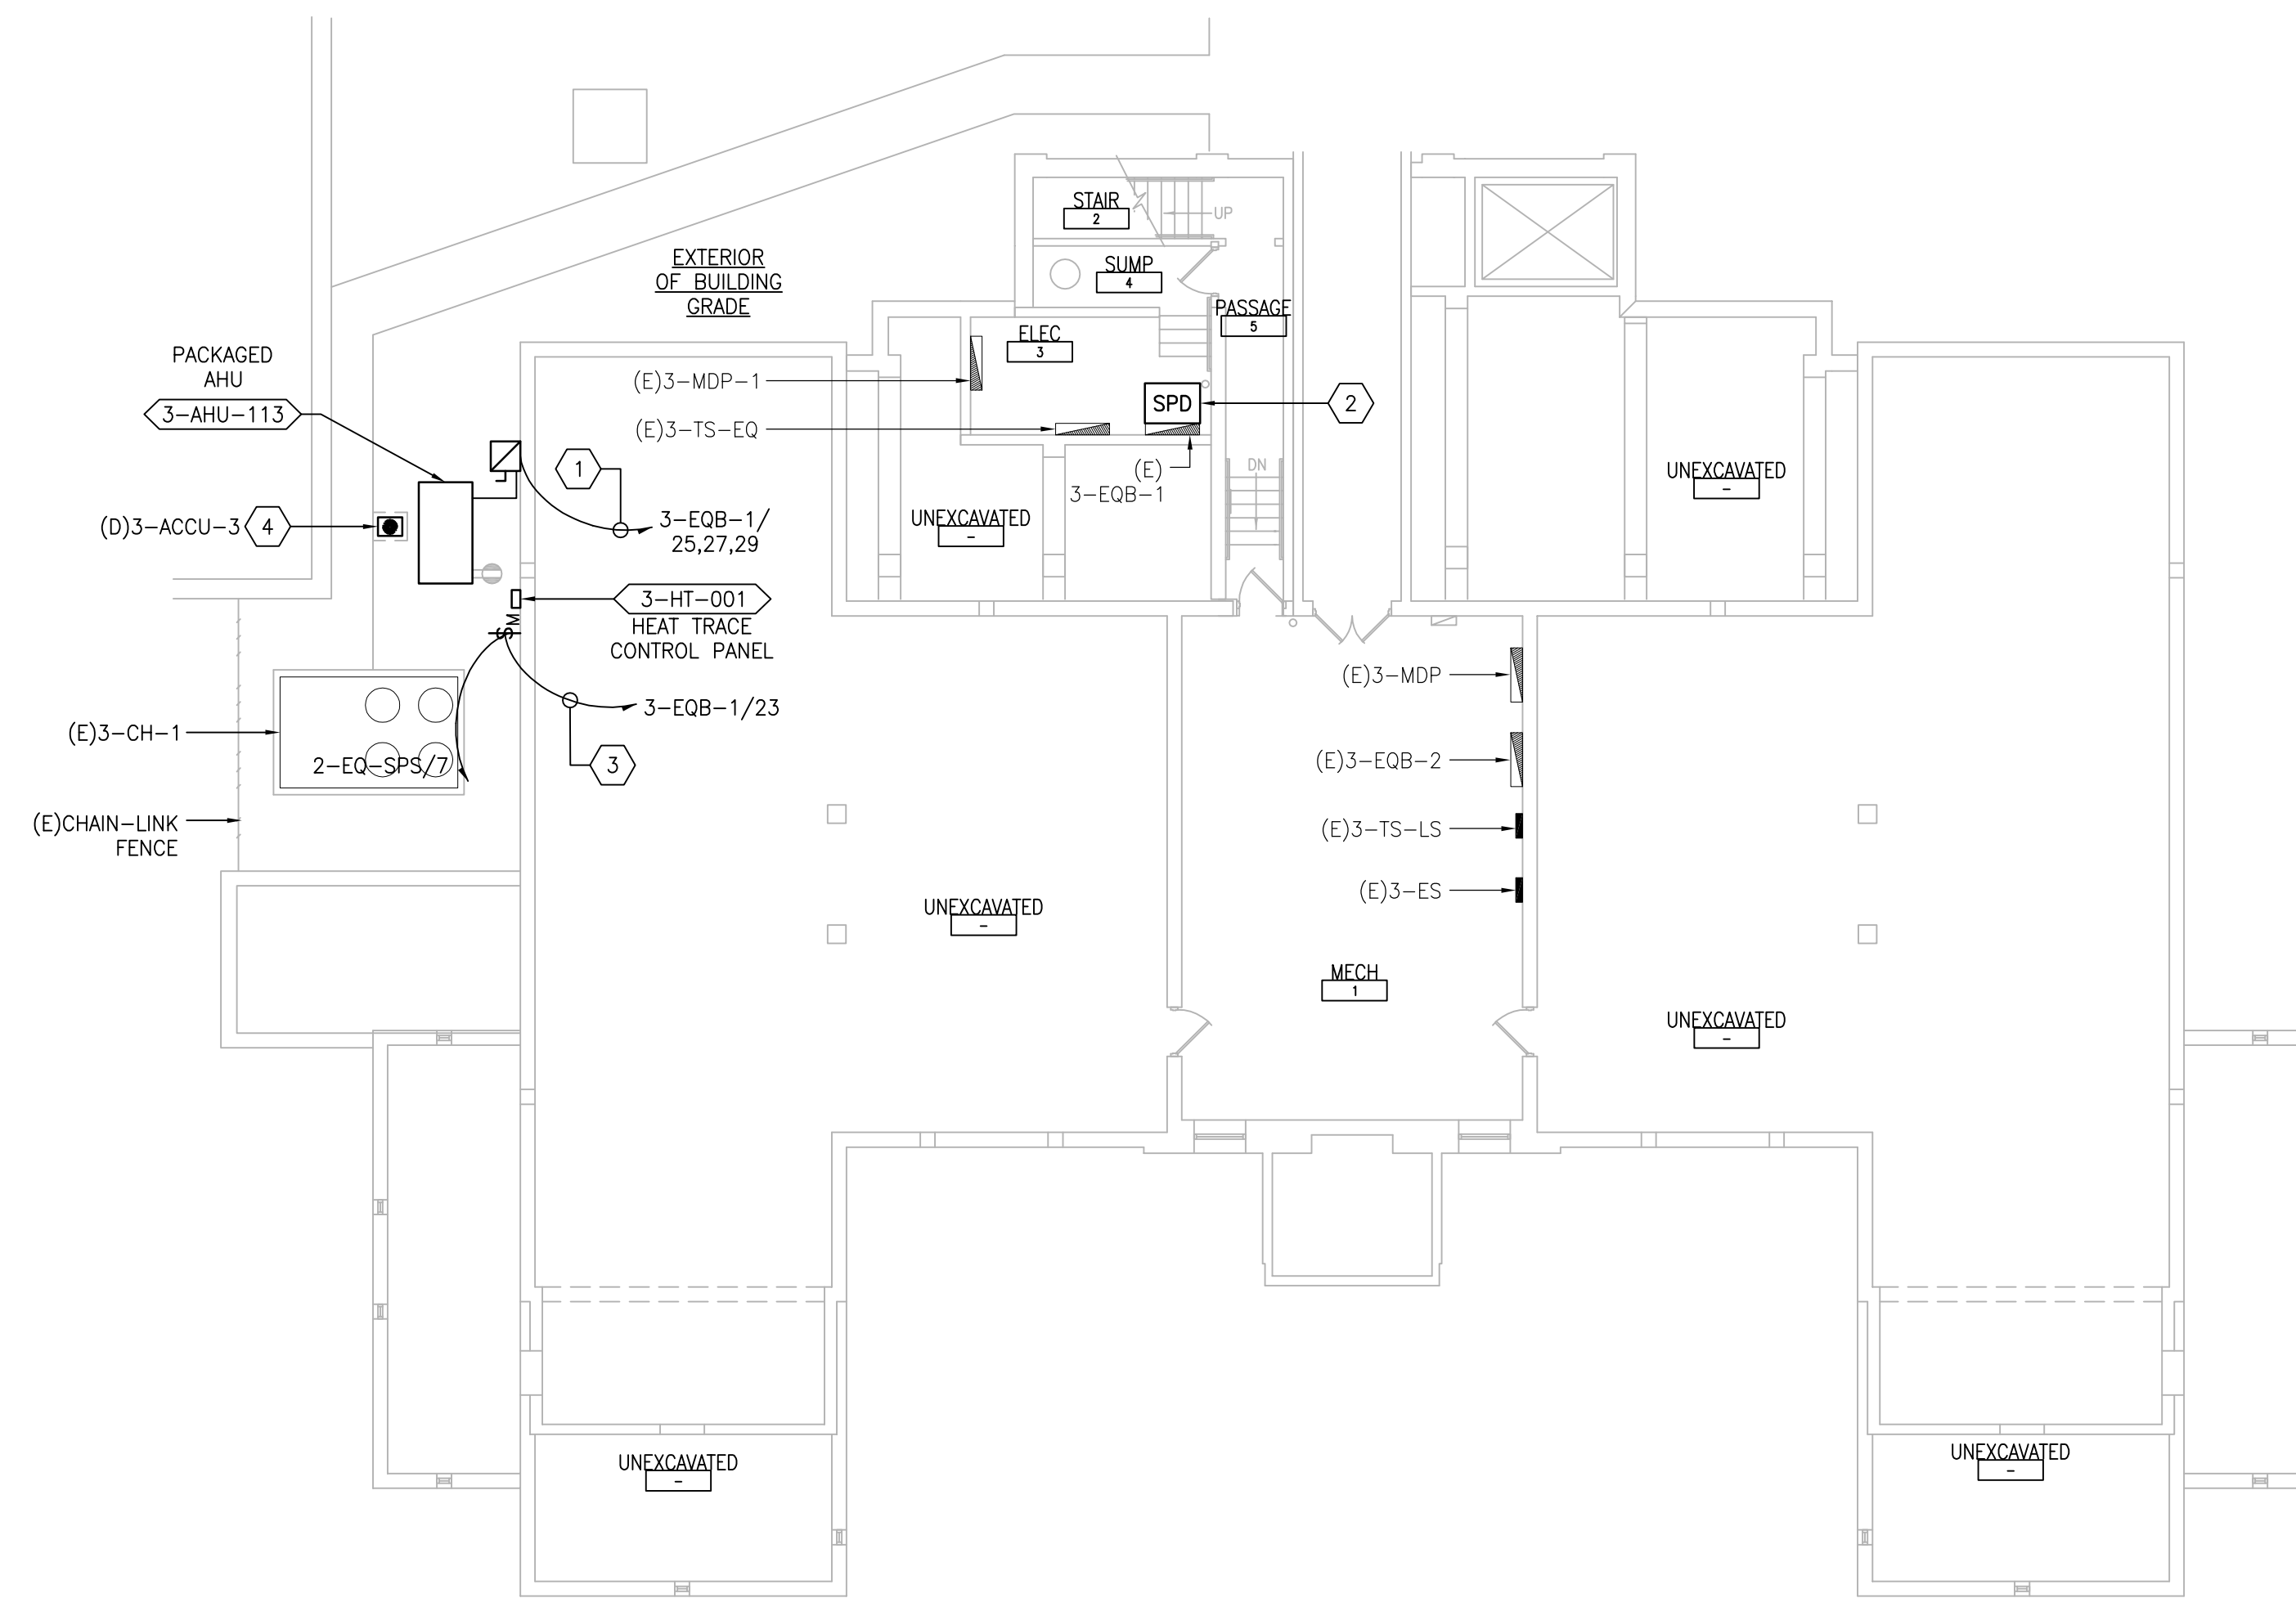 STAIR
2
UP
EXTERIOR
OF BUILDING
GRADE
SUMP
4
PASSAGE
5
ELEC
3
PACKAGED
AHU
3-AHU-113
(E)3-MDP-1
SPD
2
(E)3-TS-EQ
1
(E)
3-EQB-1
DN
UNEXCAVATED
-
(D)3-ACCU-3
4
3-EQB-1/
25,27,29
UNEXCAVATED
-
3-HT-001
HEAT TRACE
CONTROL PANEL
SM
(E)3-MDP
3-EQB-1/23
(E)3-CH-1
2-EQ-SPS/7
3
(E)3-EQB-2
(E)CHAIN-LINK
FENCE
(E)3-TS-LS
(E)3-ES
UNEXCAVATED
-
MECH
1
UNEXCAVATED
-
UNEXCAVATED
-
UNEXCAVATED
-